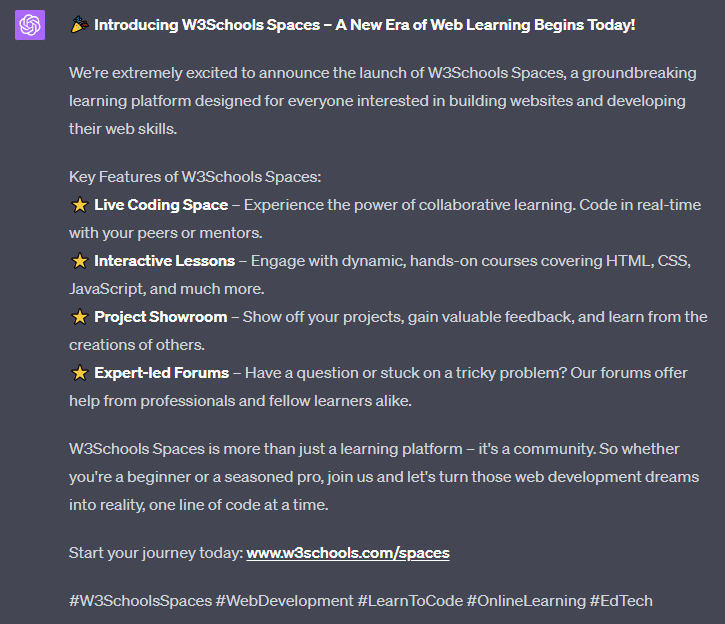 🎉 Introducing W3Schools Spaces – A New Era of Web Learning Begins Today!
We're extremely excited to announce the launch of W3Schools Spaces, a groundbreaking
learning platform designed for everyone interested in building websites and developing
their web skills.
Key Features of W3Schools Spaces:
⭐ Live Coding Space – Experience the power of collaborative learning. Code in real-time
with your peers or mentors.
⭐ Interactive Lessons – Engage with dynamic, hands-on courses covering HTML, CSS,
JavaScript, and much more.
⭐ Project Showroom – Show off your projects, gain valuable feedback, and learn from the
creations of others.
⭐ Expert-led Forums – Have a question or stuck on a tricky problem? Our forums offer
help from professionals and fellow learners alike.
W3Schools Spaces is more than just a learning platform – it's a community. So whether
you're a beginner or a seasoned pro, join us and let's turn those web development dreams
into reality, one line of code at a time.
Start your journey today: www.w3schools.com/spaces
#W3SchoolsSpaces #WebDevelopment #LearnToCode #OnlineLearning #EdTech